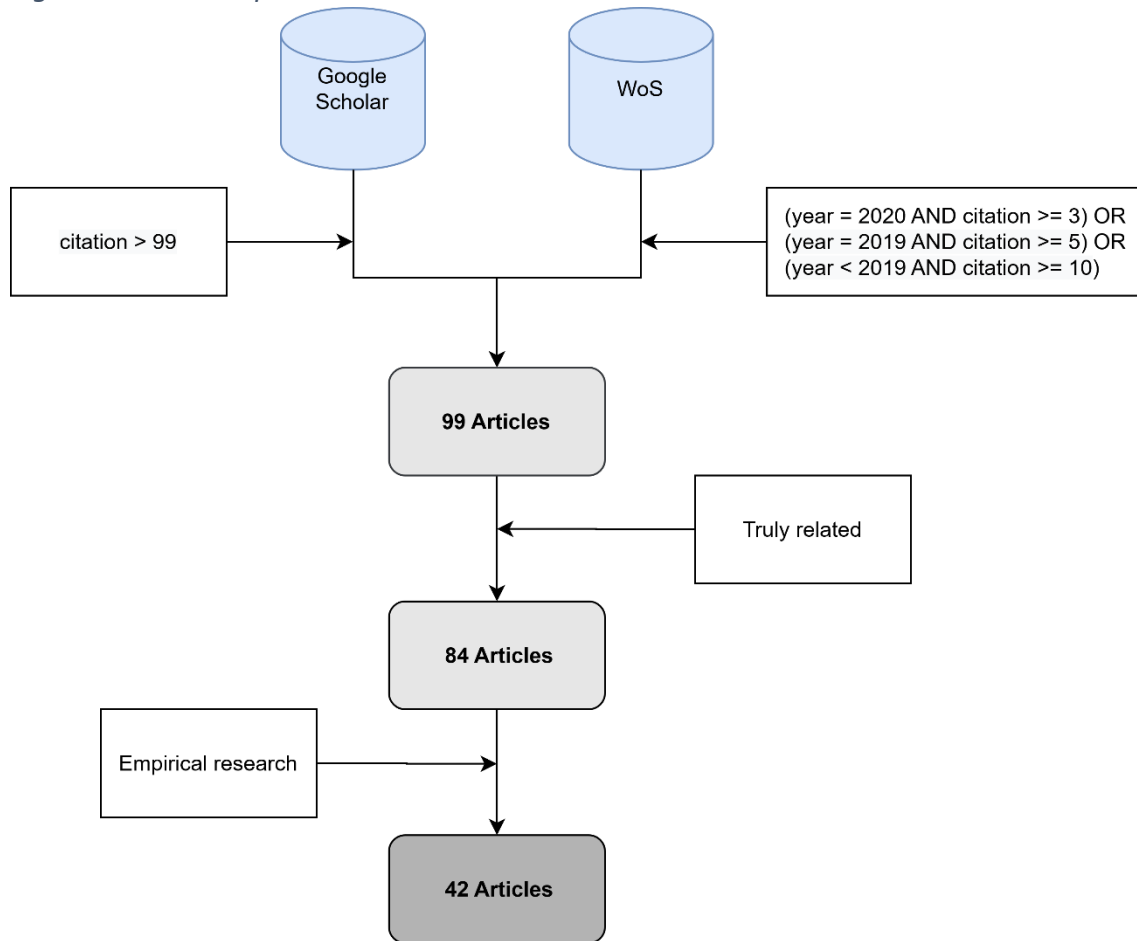 Google
Scholar
WoS
citation > 99
(year = 2020 AND citation >= 3) OR
(year = 2019 AND citation >= 5) OR
(year < 2019 AND citation >= 10)
99 Articles
Truly related
84 Articles
Empirical research
42 Articles